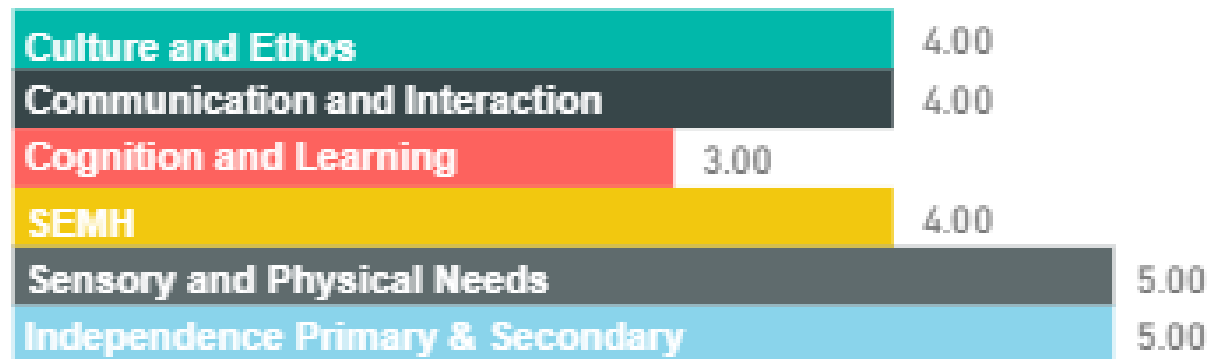 Culture and Ethos 4.00
Communication and Interaction 4.00
Cognition and Learning 3.00
SEMH 4.00
Sensory and Physical Needs 5.00
Independence Primary & Secondary 5.00